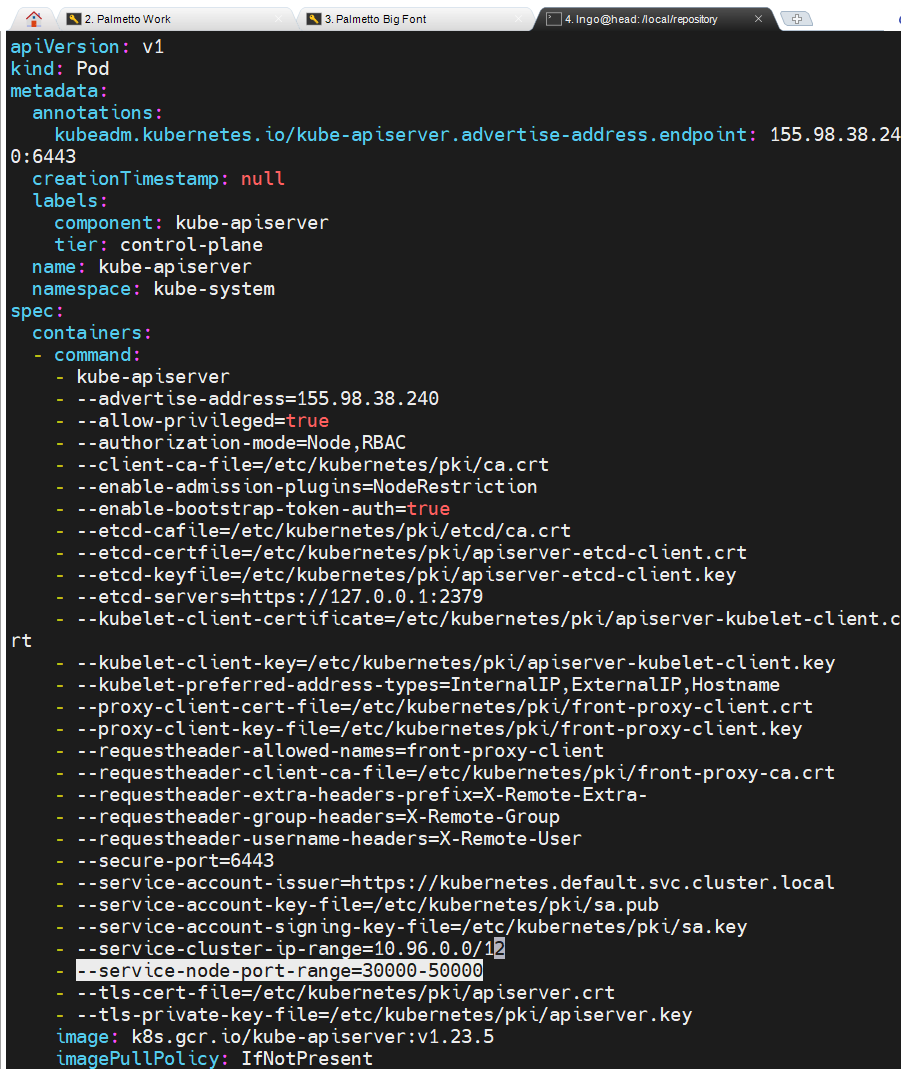 2. Palmetto Work
3. Palmetto Big Font
4. lngo@head: /local/repository
apiVersion: v1
kind: Pod
metadata:
  annotations:
    kubeadm.kubernetes.io/kube-apiserver.advertise-address.endpoint: 155.98.38.24
0:6443
  creationTimestamp: null
  labels:
    component: kube-apiserver
    tier: control-plane
  name: kube-apiserver
  namespace: kube-system
spec:
  containers:
  - command:
    - kube-apiserver
    - --advertise-address=155.98.38.240
    - --allow-privileged=true
    - --authorization-mode=Node,RBAC
    - --client-ca-file=/etc/kubernetes/pki/ca.crt
    - --enable-admission-plugins=NodeRestriction
    - --enable-bootstrap-token-auth=true
    - --etcd-cafile=/etc/kubernetes/pki/etcd/ca.crt
    - --etcd-certfile=/etc/kubernetes/pki/apiserver-etcd-client.crt
    - --etcd-keyfile=/etc/kubernetes/pki/apiserver-etcd-client.key
    - --etcd-servers=https://127.0.0.1:2379
    - --kubelet-client-certificate=/etc/kubernetes/pki/apiserver-kubelet-client.c
rt
    - --kubelet-client-key=/etc/kubernetes/pki/apiserver-kubelet-client.key
    - --kubelet-preferred-address-types=InternalIP,ExternalIP,Hostname
    - --proxy-client-cert-file=/etc/kubernetes/pki/front-proxy-client.crt
    - --proxy-client-key-file=/etc/kubernetes/pki/front-proxy-client.key
    - --requestheader-allowed-names=front-proxy-client
    - --requestheader-client-ca-file=/etc/kubernetes/pki/front-proxy-ca.crt
    - --requestheader-extra-headers-prefix=X-Remote-Extra-
    - --requestheader-group-headers=X-Remote-Group
    - --requestheader-username-headers=X-Remote-User
    - --secure-port=6443
    - --service-account-issuer=https://kubernetes.default.svc.cluster.local
    - --service-account-key-file=/etc/kubernetes/pki/sa.pub
    - --service-account-signing-key-file=/etc/kubernetes/pki/sa.key
    - --service-cluster-ip-range=10.96.0.0/12
    - --service-node-port-range=30000-50000
    - --tls-cert-file=/etc/kubernetes/pki/apiserver.crt
    - --tls-private-key-file=/etc/kubernetes/pki/apiserver.key
    image: k8s.gcr.io/kube-apiserver:v1.23.5
    imagePullPolicy: IfNotPresent